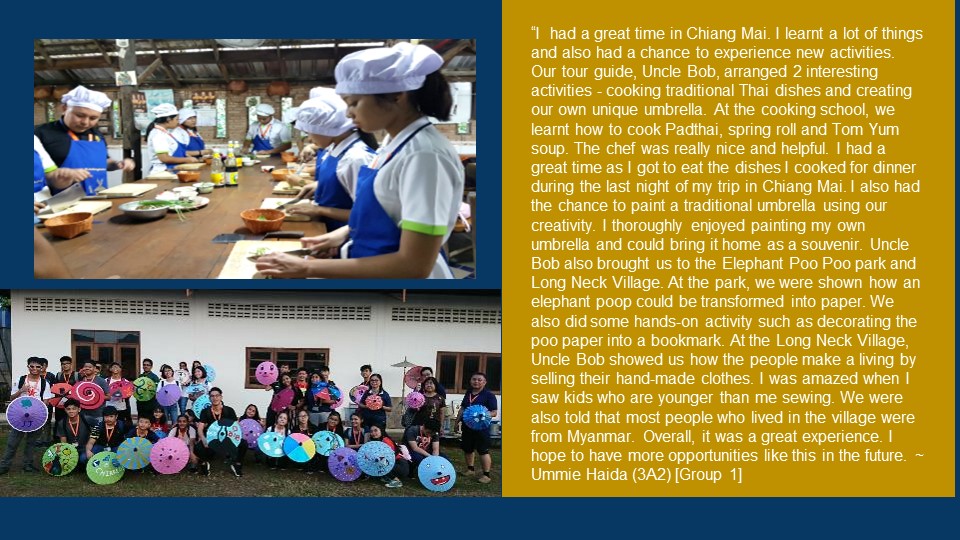 “I had a great time in Chiang Mai. I learnt a lot of things
and also had a chance to experience new activities.
Our tour guide, Uncle Bob, arranged 2 interesting
activities - cooking traditional Thai dishes and creating
our own unique umbrella. At the cooking school, we
learnt how to cook Padthai, spring roll and Tom Yum
soup. The chef was really nice and helpful. I had a
great time as I got to eat the dishes I cooked for dinner
during the last night of my trip in Chiang Mai. I also had
the chance to paint a traditional umbrella using our
creativity. I thoroughly enjoyed painting my own
umbrella and could bring it home as a souvenir. Uncle
Bob also brought us to the Elephant Poo Poo park and
Long Neck Village. At the park, we were shown how an
elephant poop could be transformed into paper. We
also did some hands-on activity such as decorating the
poo paper into a bookmark. At the Long Neck Village,
Uncle Bob showed us how the people make a living by
selling their hand-made clothes. I was amazed when I
saw kids who are younger than me sewing. We were
also told that most people who lived in the village were
from Myanmar. Overall, it was a great experience. I
hope to have more opportunities like this in the future. ~
Ummie Haida (3A2) [Group 1]